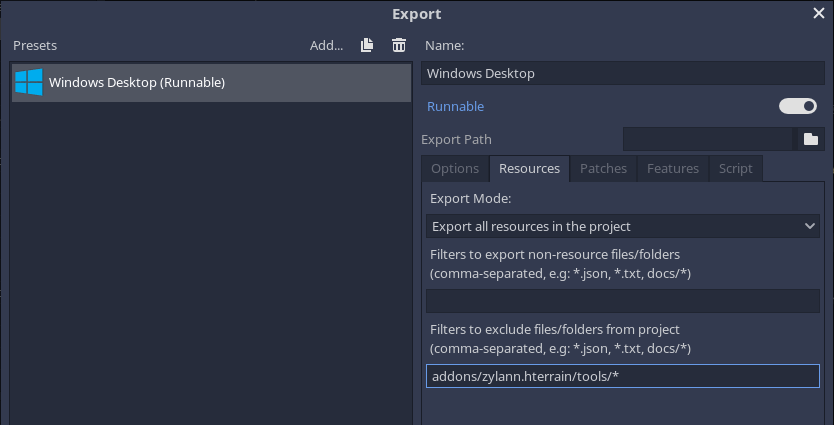 Export
Presets
Add...
Name:
Windows Desktop (Runnable)
Windows Desktop
Runnable
Export Path
Options Resources Patches Features Script
Export Mode:
Export all resources in the project
Filters to export non-resource files/folders
(comma-separated, e.g: *.json, *.txt, docs/*)
Filters to exclude files/folders from project
(comma-separated, e.g: *.json, *.txt, docs/*)
addons/zylann.hterrain/tools/*